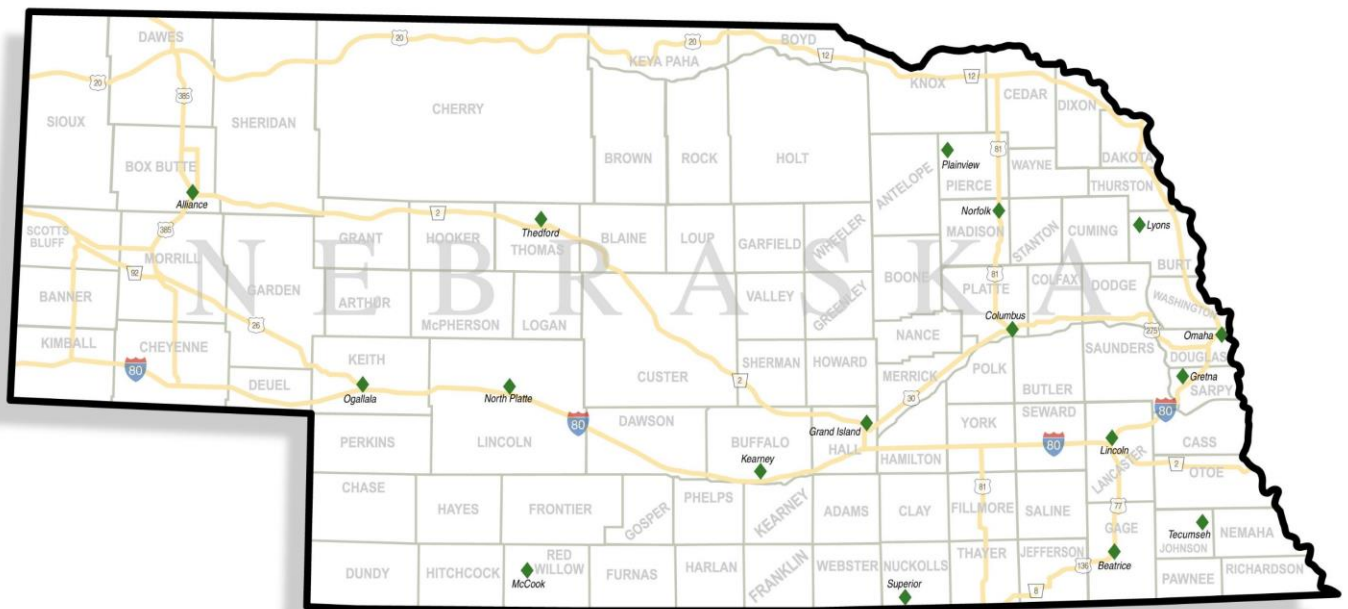 DAWES
20
BOYD
20
20
KEYA PAHA
12
12
KNOX
CEDAR
DIXON
385
SIOUX
SHERIDAN
CHERRY
BROWN
ROCK
HOLT
ANTELOPE
Plainview
PIERCE
81
WAYNE
DAKOTA
THURSTON
BOX BUTTE
Alliance
2
Thedford
Norfolk
MADISON
STANTON
CUMING
Lyons
BURT
SCOTTS
BLUFF
385
MORRILL
92
GARDEN
GRANT
HOOKER
THOMAS
BLAINE
LOUP
GARFIELD
WHEELER
BOONE
81
PLATTE
COLFAX
DODGE
WASHINGTON
NEBRASKA
BANNER
26
ARTHUR
McPHERSON
LOGAN
VALLEY
GREENLEY
NANCE
Columbus
275
Omaha
DOUGLAS
KIMBALL
CHEYENNE
80
DEUEL
KEITH
Ogallala
North Platte
CUSTER
2
SHERMAN
HOWARD
MERRICK
30
POLK
BUTLER
SAUNDERS
Gretna
SARPY
80
PERKINS
LINCOLN
80
DAWSON
BUFFALO
Kearney
Grand Island
HALL
HAMILTON
YORK
SEWARD
80
Lincoln
LANCASTER
CASS
2
OTOE
CHASE
HAYES
FRONTIER
GOSPER
PHELPS
KEARNEY
ADAMS
CLAY
81
FILLMORE
SALINE
77
GAGE
Tecumseh
JOHNSON
NEMAHA
DUNDY
HITCHCOCK
RED
WILLOW
McCook
FURNAS
HARLAN
FRANKLIN
WEBSTER
NUCKOLLS
Superior
THAYER
JEFFERSON
8
136
Beatrice
PAWNEE
RICHARDSON